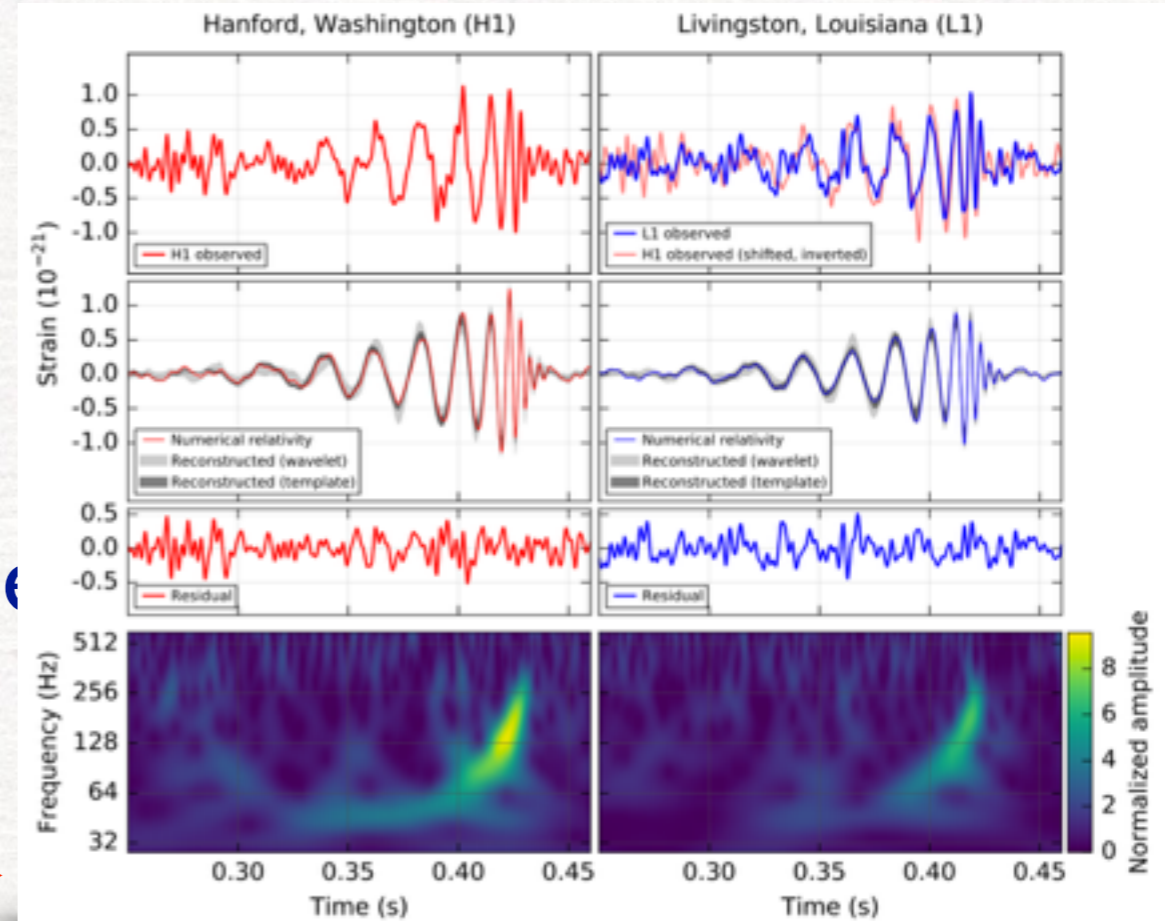 Hanford, Washington (H1)
Livingston, Louisiana (L1)
Strain (10⁻²¹)
1.0
0.5
0.0
-0.5
-1.0
H1 observed
L1 observed
H1 observed (shifted, inverted)
1.0
0.5
0.0
-0.5
-1.0
Numerical relativity
Reconstructed (wavelet)
Reconstructed (template)
Numerical relativity
Reconstructed (wavelet)
Reconstructed (template)
0.5
0.0
-0.5
Residual
Residual
Frequency (Hz)
512
256
128
64
32
Normalized amplitude
8
6
4
2
0
0.30 0.35 0.40 0.45
0.30 0.35 0.40 0.45
Time (s)
Time (s)